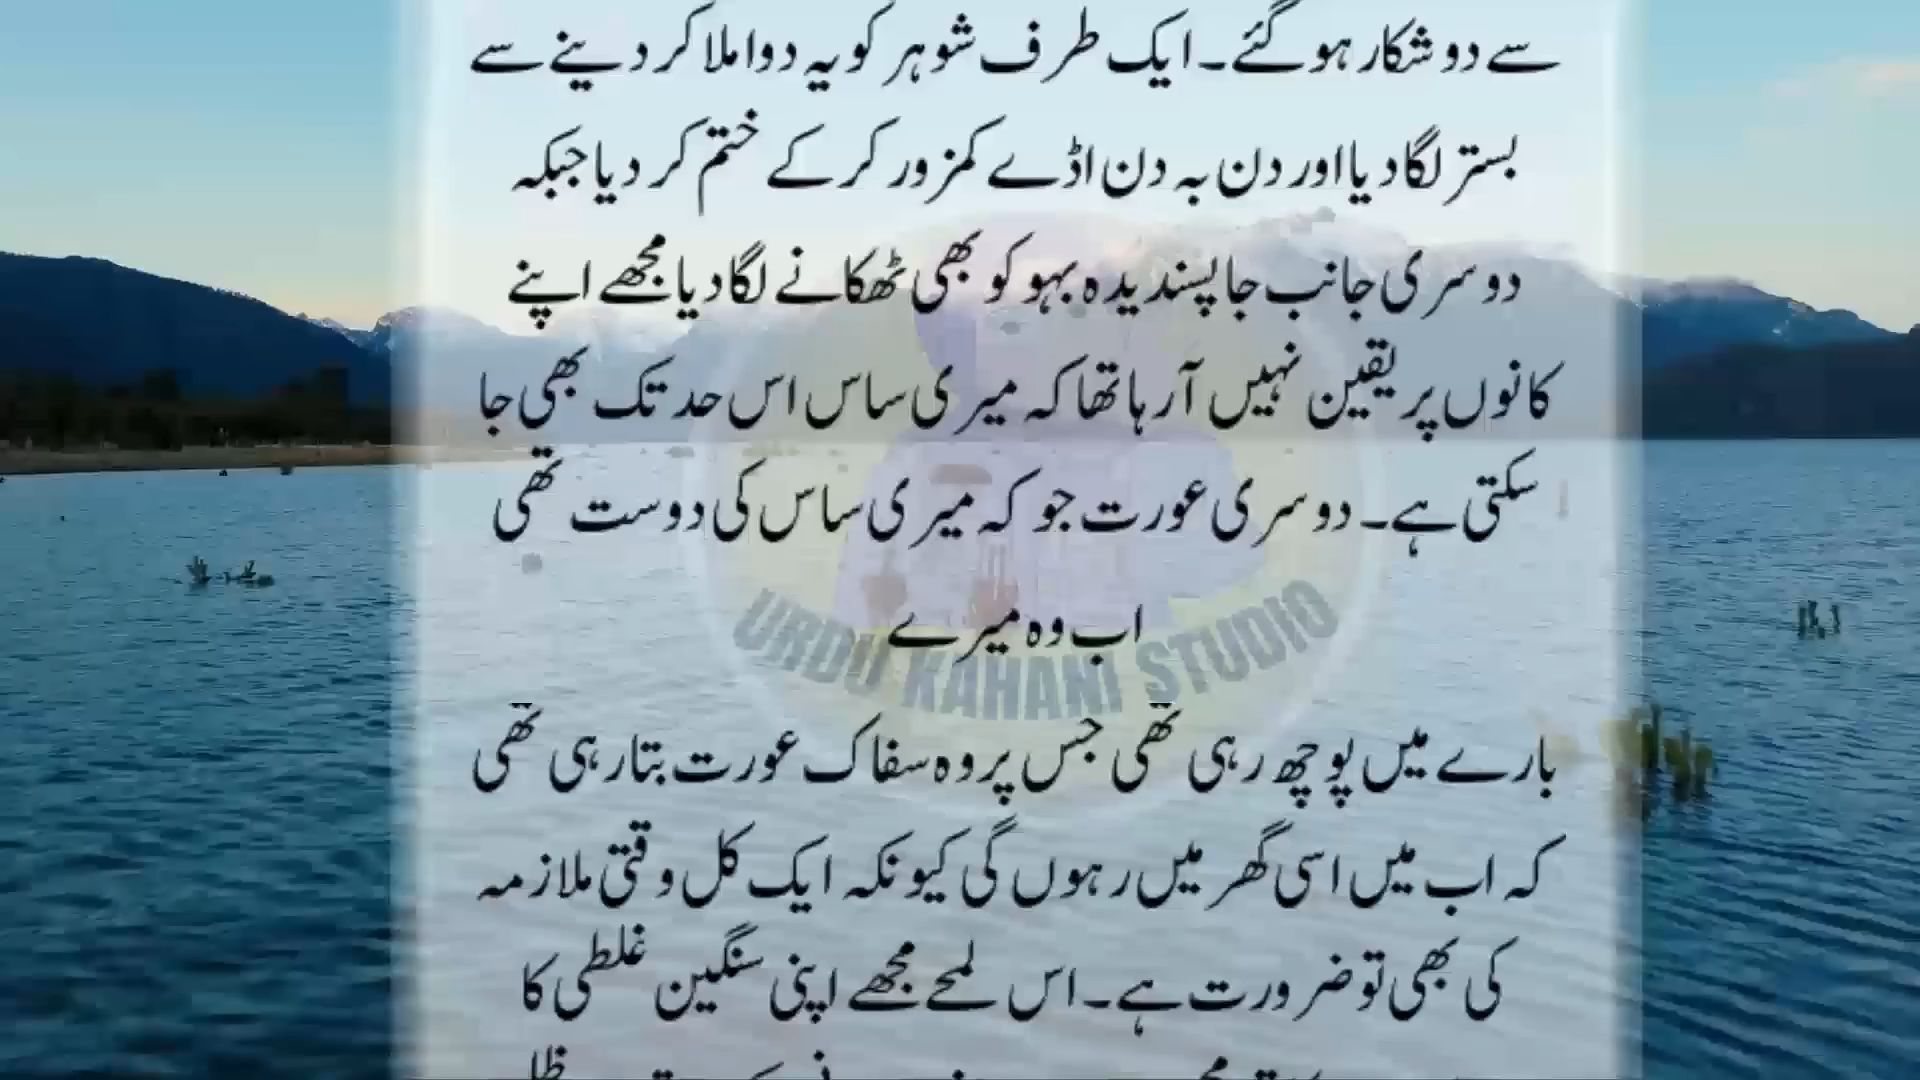 سے دو شکار ہو گئے۔ ایک طرف شوہر کو یہ دوا ملا کر دینے سے
بستر لگا دیا اور دن بہ دن اڈے کمزور کر کے ختم کر دیا جبکہ
دوسری جانب جاپسندیدہ بہو کو بھی ٹھکانے لگا دیا مجھے اپنے
کانوں پر یقین نہیں آرہا تھا کہ میری ساس اس حد تک بھی جا
سکتی ہے۔ دوسری عورت جو کہ میری ساس کی دوست تھی
اب وہ میرے
URDU KAHANI STUDIO
بارے میں پوچھ رہی تھی جس پر وہ سفاک عورت بتا رہی تھی
کہ اب میں اسی گھر میں رہوں گی کیونکہ ایک کل وقتی ملازمہ
کی بھی تو ضرورت ہے۔ اس لمحے مجھے اپنی سنگین غلطی کا